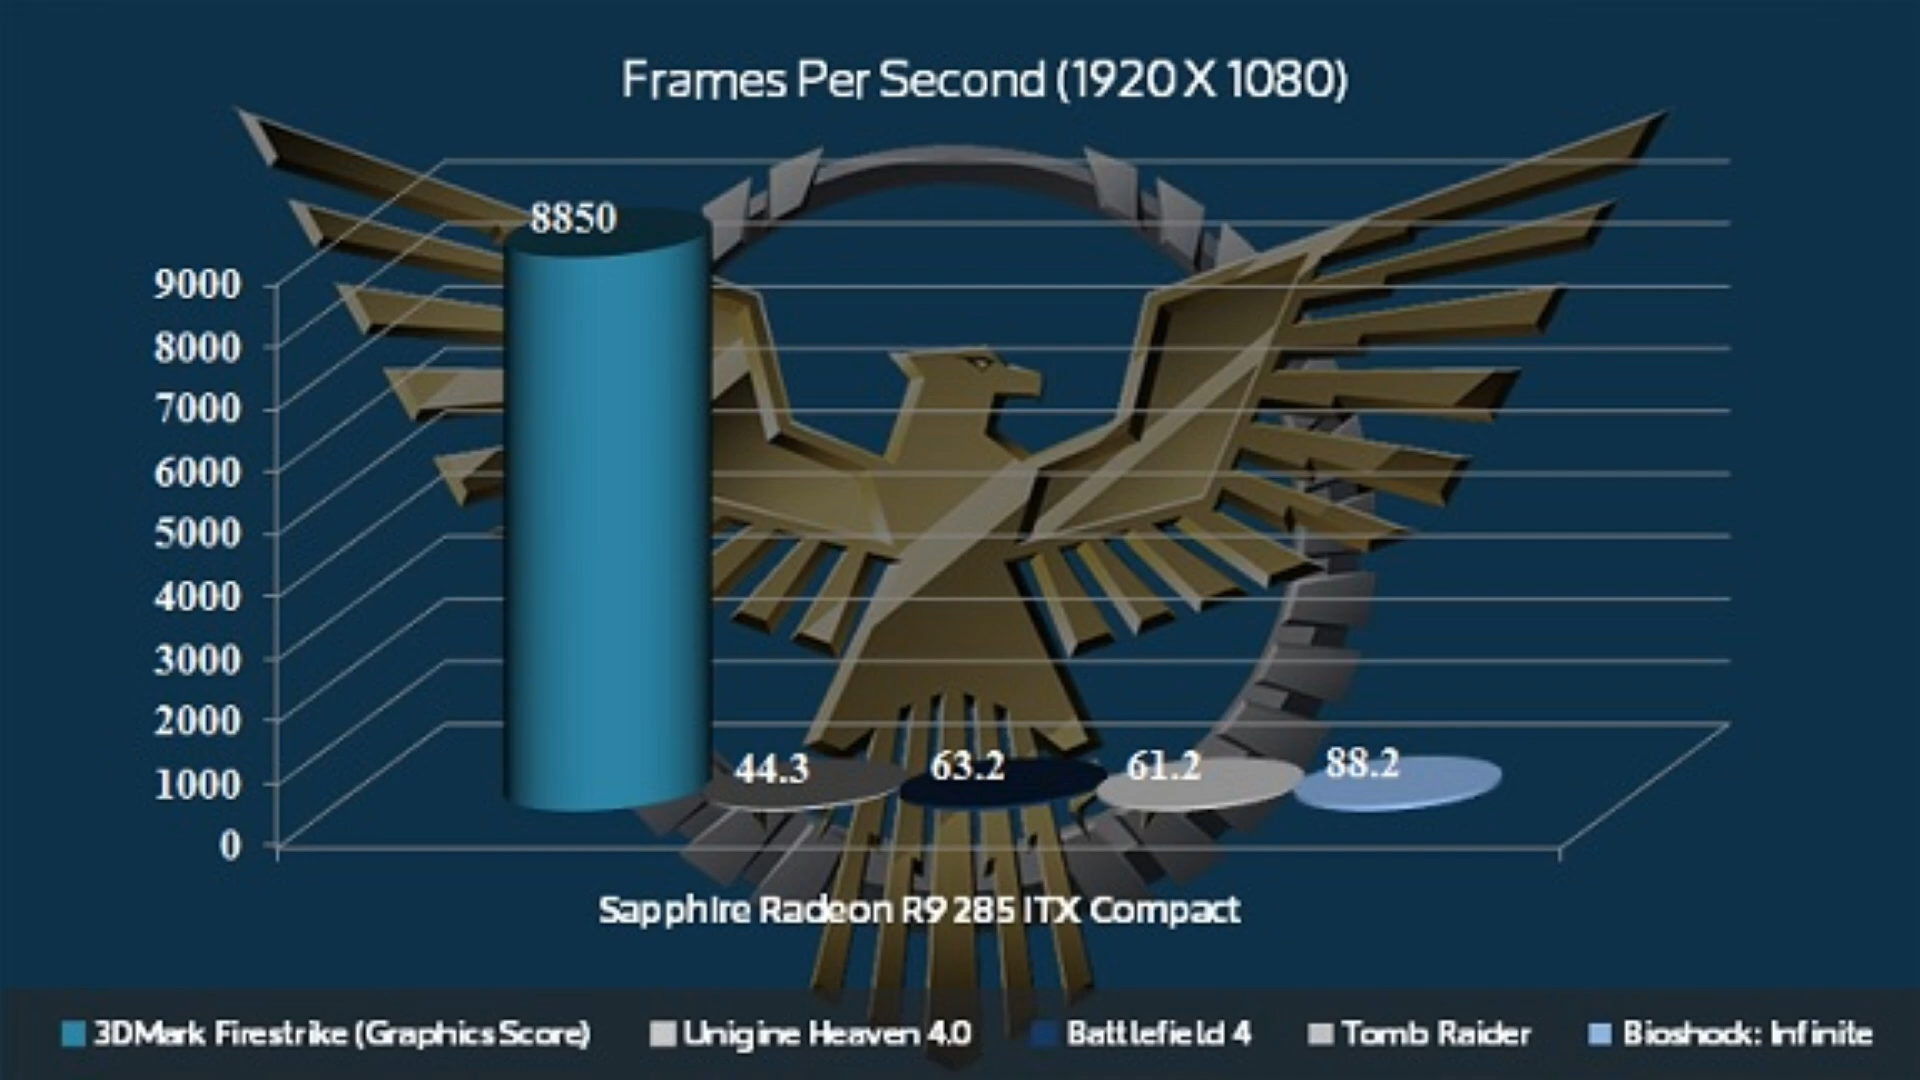 Frames Per Second (1920 X 1080)
8850
9000
8000
7000
6000
5000
4000
3000
2000
1000
0
44.3
63.2
61.2
88.2
Sapphire Radeon R9 285 ITX Compact
3DMark Firestrike (Graphics Score)
Unigine Heaven 4.0
Battlefield 4
Tomb Raider
Bioshock: Infinite